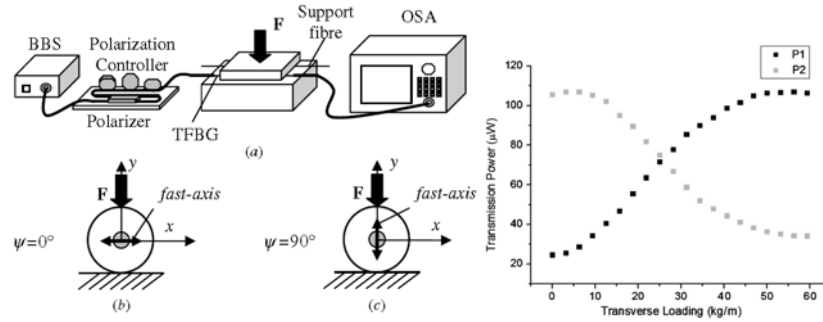 BBS
Polarization
Controller
Polarizer
TFBG
F
Support
fibre
OSA
(a)
y
F
fast-axis
x
ψ=0°
(b)
y
F
fast-axis
x
ψ=90°
(c)
P1
P2
Transmission Power (μW)
120
100
80
60
40
20
0 10 20 30 40 50 60
Transverse Loading (kg/m)